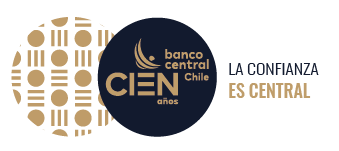 banco
central
CIEN Chile
años
LA CONFIANZA
ES CENTRAL